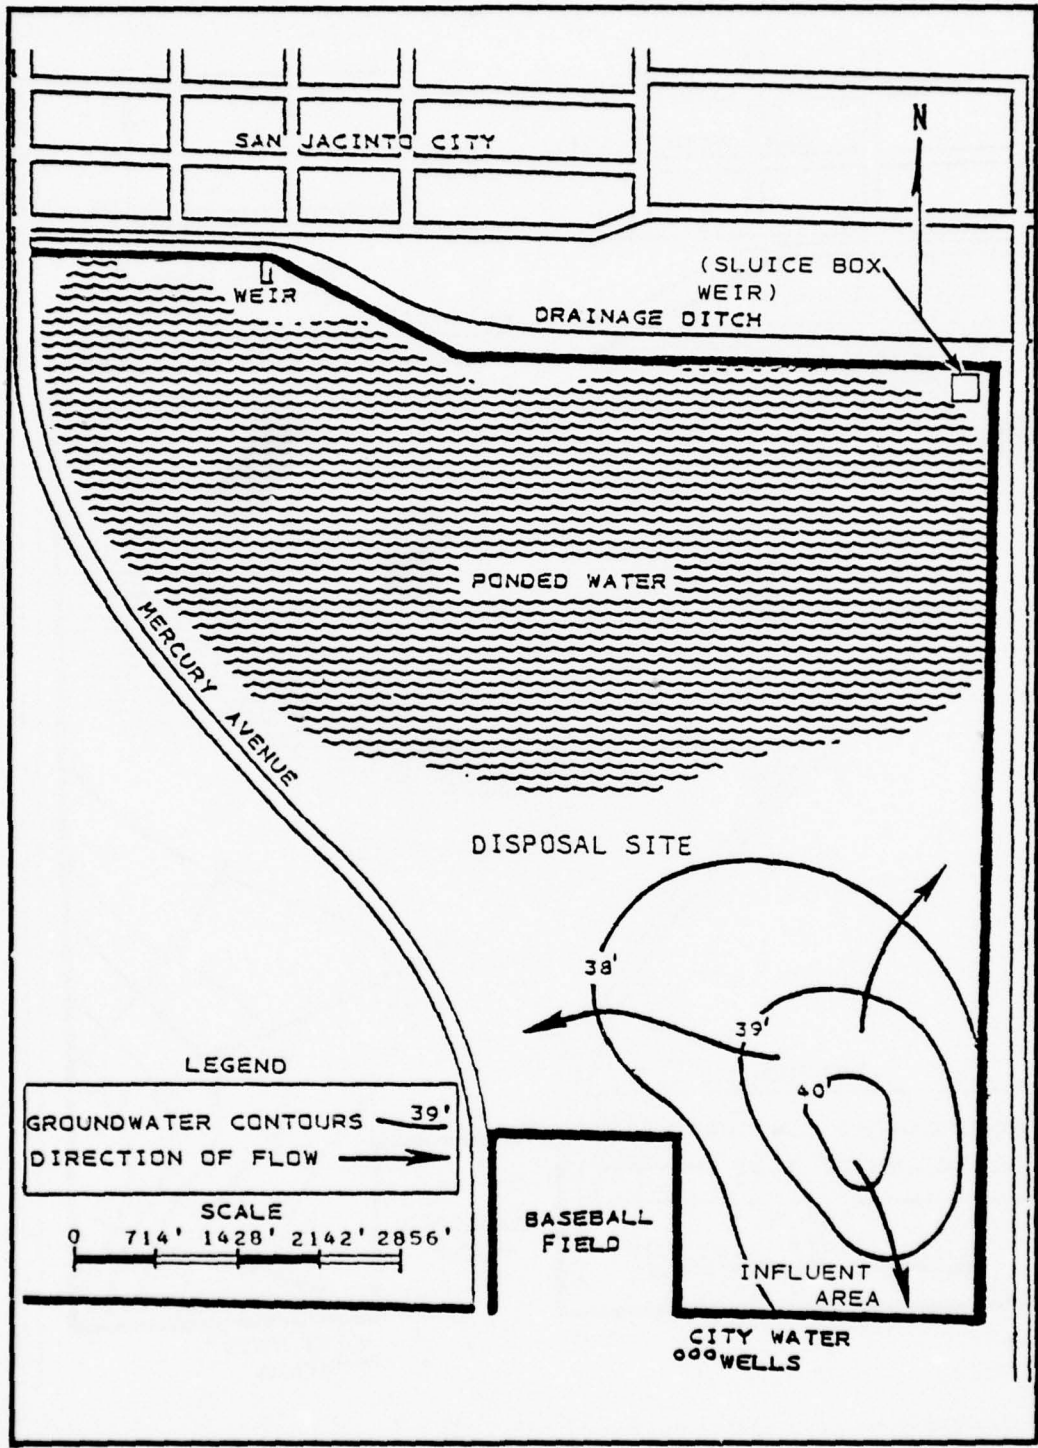 SAN JACINTO CITY
N
(SLUICE BOX
WEIR)
WEIR
DRAINAGE DITCH
PONDED WATER
MERCURY AVENUE
DISPOSAL SITE
38'
39'
40'
LEGEND
GROUNDWATER CONTOURS 39'
DIRECTION OF FLOW
SCALE
0 714' 1428' 2142' 2856'
BASEBALL
FIELD
INFLUENT
AREA
CITY WATER
WELLS